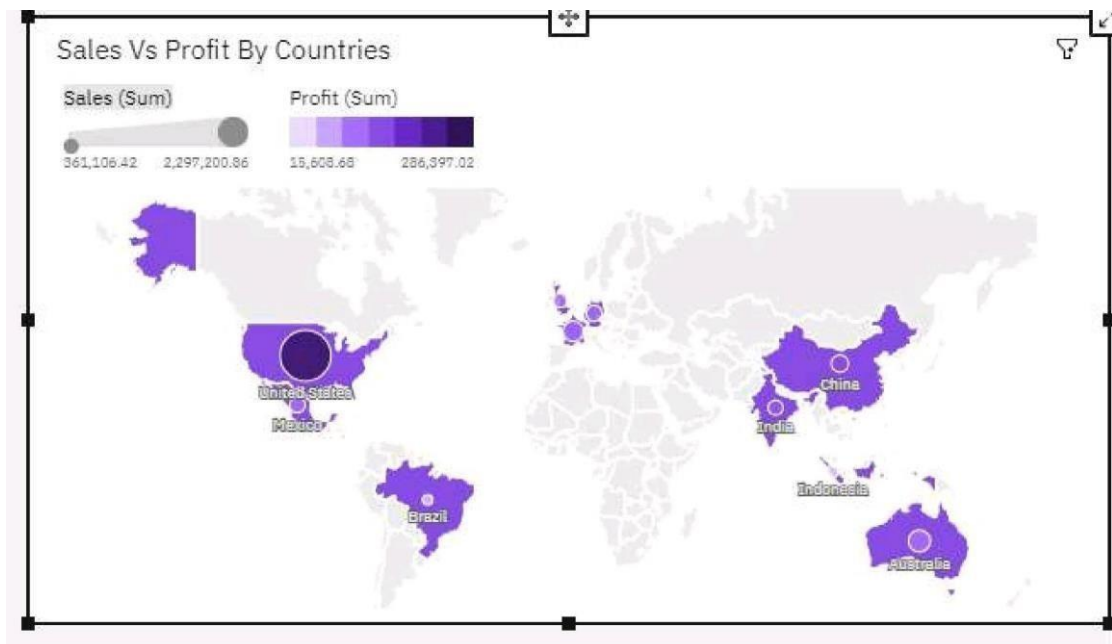 Sales Vs Profit By Countries
Sales (Sum)
Profit (Sum)
361,106.42 2,297,200.86
15,608.68 286,397.02
United States
Mexico
China
India
Indonesia
Brazil
Australia